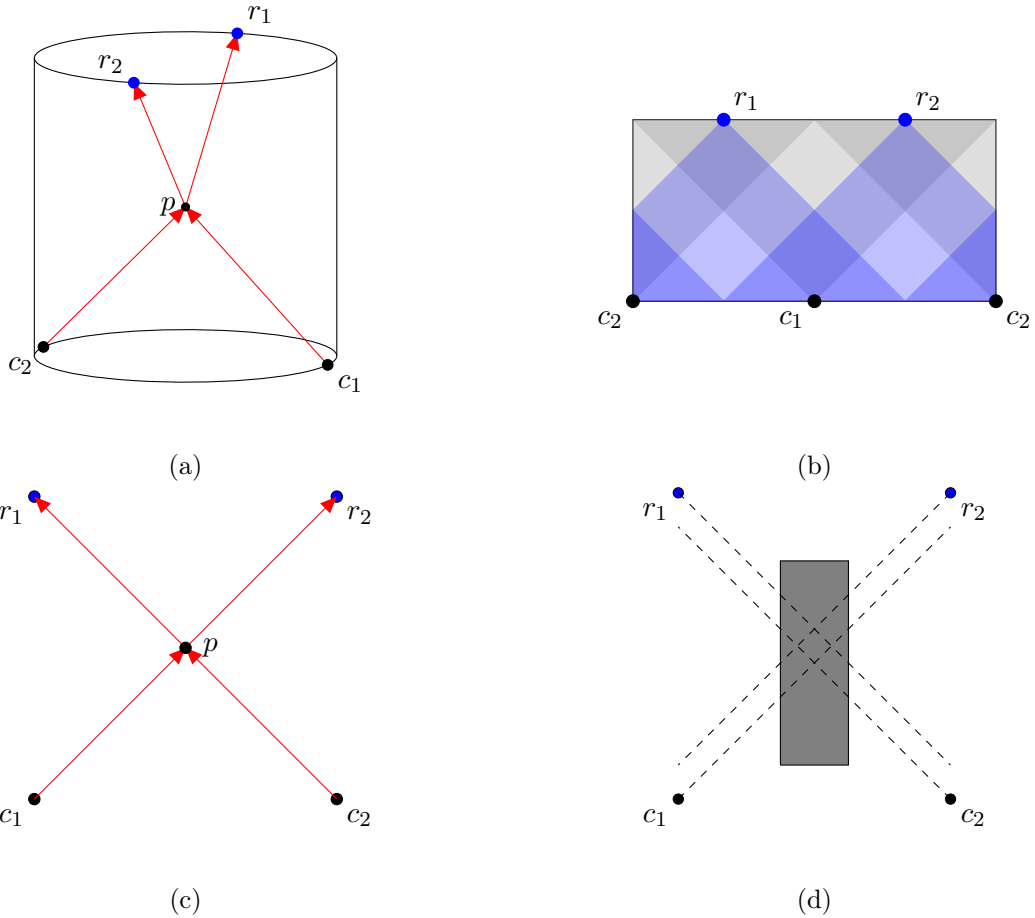 r₁
r₂
p
c₂
c₁
(a)
r₁ r₂
c₂ c₁ c₂
(b)
r₁ r₂
p
c₁ c₂
(c)
r₁ r₂
c₁ c₂
(d)